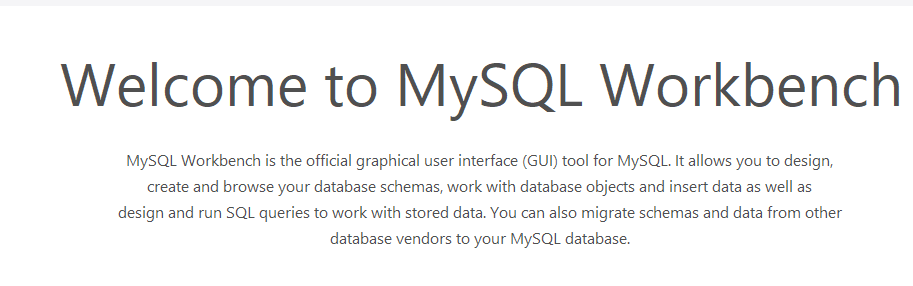 Welcome to MySQL Workbench
MySQL Workbench is the official graphical user interface (GUI) tool for MySQL. It allows you to design,
create and browse your database schemas, work with database objects and insert data as well as
design and run SQL queries to work with stored data. You can also migrate schemas and data from other
database vendors to your MySQL database.